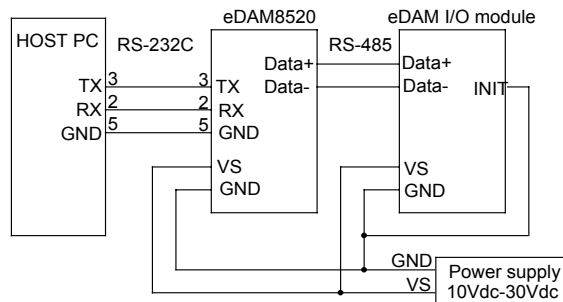 eDAM8520
eDAM I/O module
HOST PC
RS-232C
RS-485
Data+
Data+
Data-
Data-
INIT
TX 3
3 TX
RX 2
2 RX
GND 5
5 GND
VS
VS
GND
GND
GND
VS
Power supply
10Vdc-30Vdc